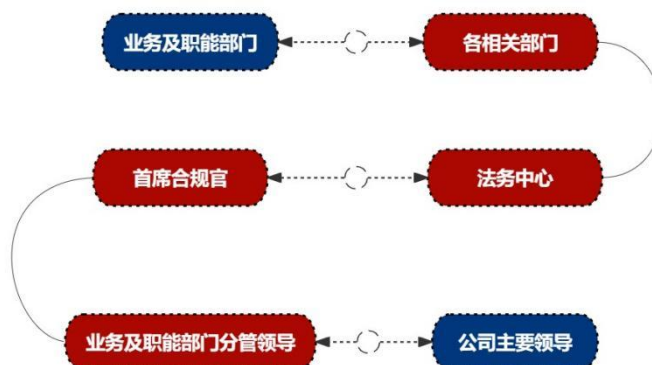 业务及职能部门
各相关部门
首席合规官
法务中心
业务及职能部门分管领导
公司主要领导